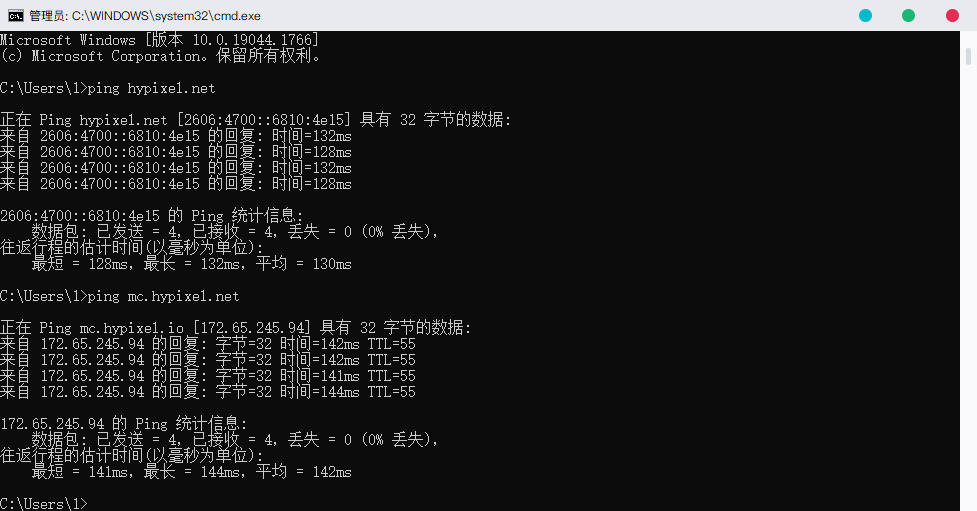 管理员: C:\WINDOWS\system32\cmd.exe
Microsoft Windows [版本 10.0.19044.1766]
(c) Microsoft Corporation。保留所有权利。
C:\Users\1>ping hypixel.net
正在 Ping hypixel.net [2606:4700::6810:4e15] 具有 32 字节的数据:
来自 2606:4700::6810:4e15 的回复: 时间=132ms
来自 2606:4700::6810:4e15 的回复: 时间=128ms
来自 2606:4700::6810:4e15 的回复: 时间=132ms
来自 2606:4700::6810:4e15 的回复: 时间=128ms
2606:4700::6810:4e15 的 Ping 统计信息:
数据包: 已发送 = 4，已接收 = 4，丢失 = 0 (0% 丢失)，
往返行程的估计时间(以毫秒为单位):
最短 = 128ms，最长 = 132ms，平均 = 130ms
C:\Users\1>ping mc.hypixel.net
正在 Ping mc.hypixel.io [172.65.245.94] 具有 32 字节的数据:
来自 172.65.245.94 的回复: 字节=32 时间=142ms TTL=55
来自 172.65.245.94 的回复: 字节=32 时间=142ms TTL=55
来自 172.65.245.94 的回复: 字节=32 时间=141ms TTL=55
来自 172.65.245.94 的回复: 字节=32 时间=144ms TTL=55
172.65.245.94 的 Ping 统计信息:
数据包: 已发送 = 4，已接收 = 4，丢失 = 0 (0% 丢失)，
往返行程的估计时间(以毫秒为单位):
最短 = 141ms，最长 = 144ms，平均 = 142ms
C:\Users\1>